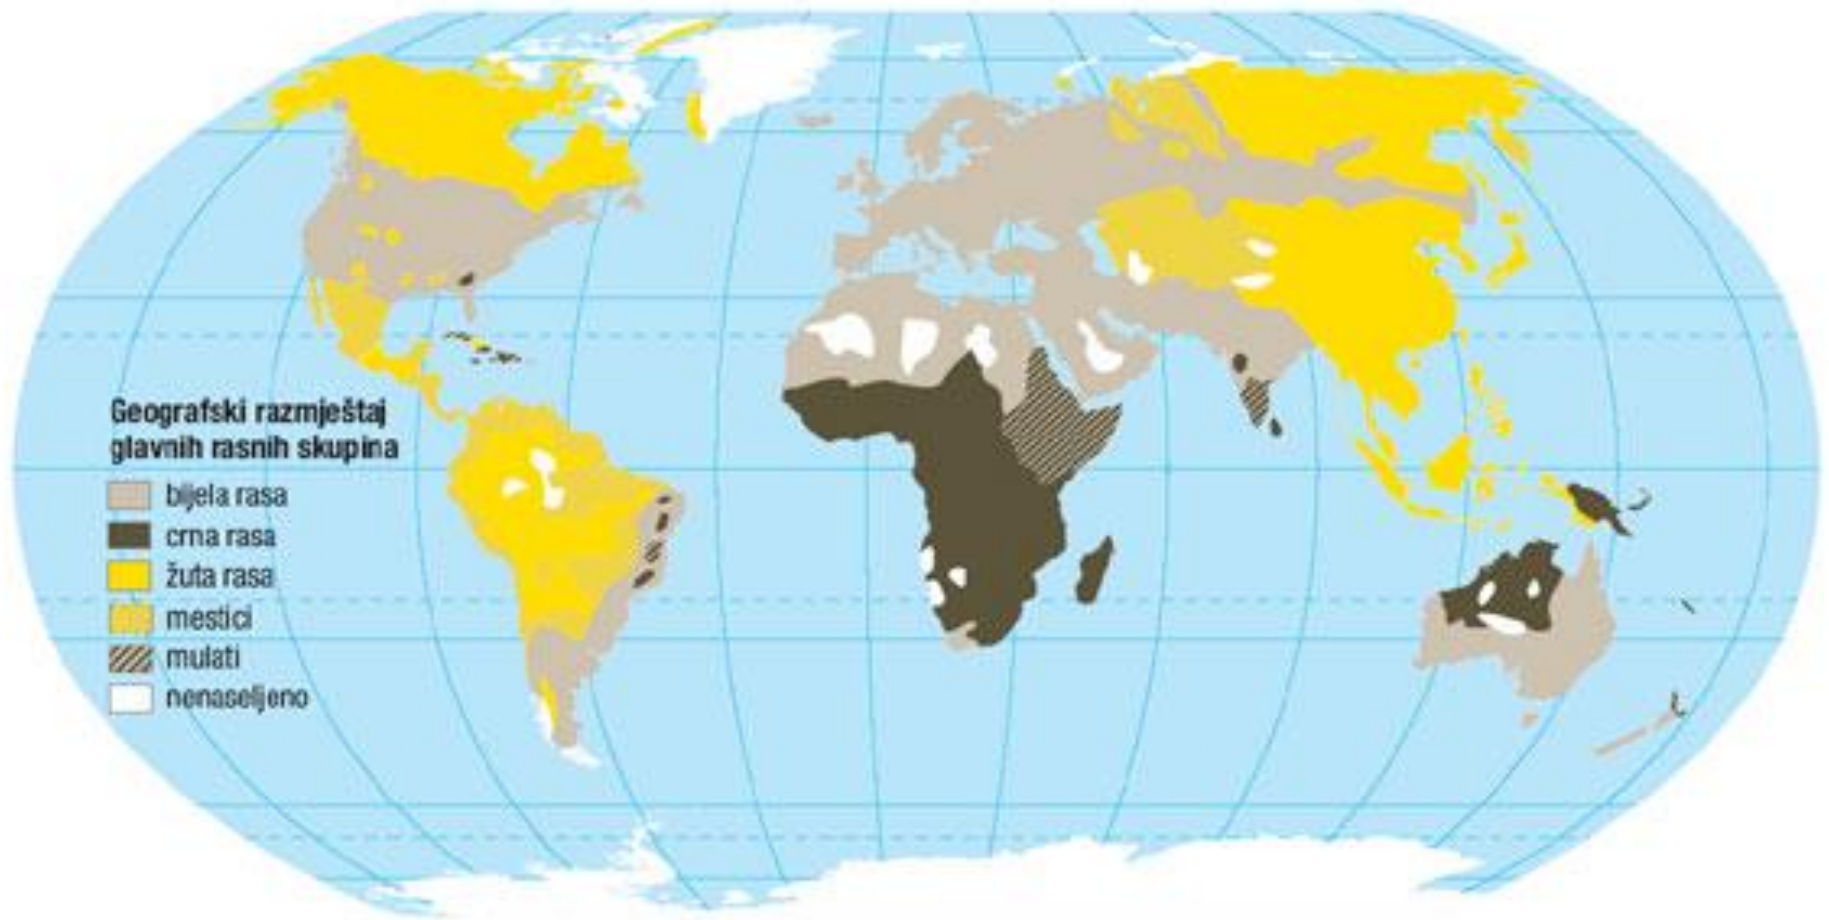 Geografski razmještaj
glavnih rasnih skupina
bijela rasa
crna rasa
žuta rasa
mestici
mulati
nenaseljeno